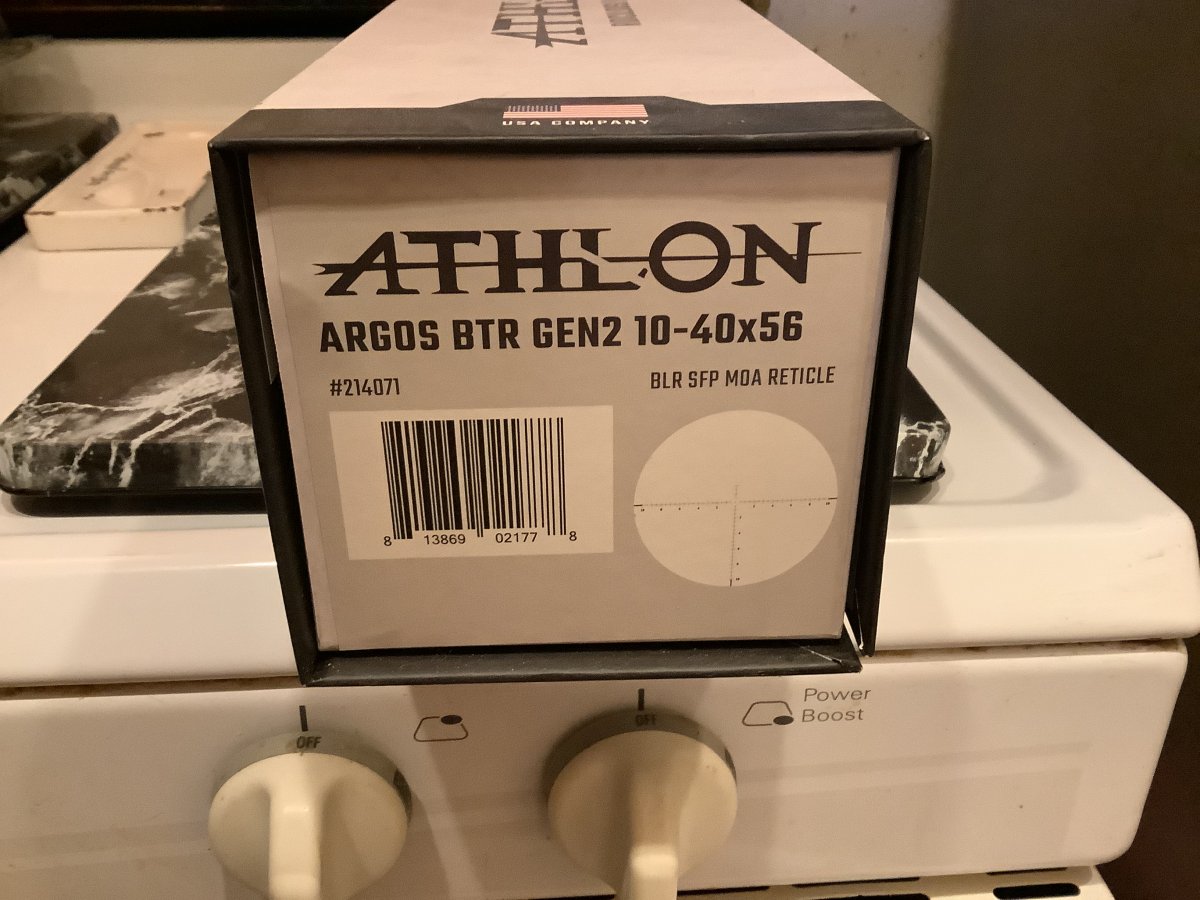 ATHLON
USA COMPANY
ATHLON
ARGOS BTR GEN2 10-40x56
#214071
BLR SFP MOA RETICLE
8 13869 02177 8
OFF
OFF
Power
Boost